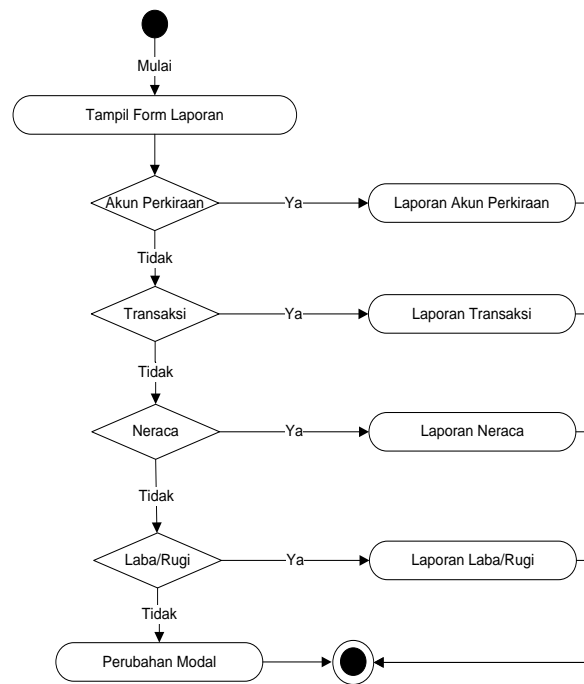 Mulai
Tampil Form Laporan
Akun Perkiraan
Ya
Laporan Akun Perkiraan
Tidak
Transaksi
Ya
Laporan Transaksi
Tidak
Neraca
Ya
Laporan Neraca
Tidak
Laba/Rugi
Ya
Laporan Laba/Rugi
Tidak
Perubahan Modal